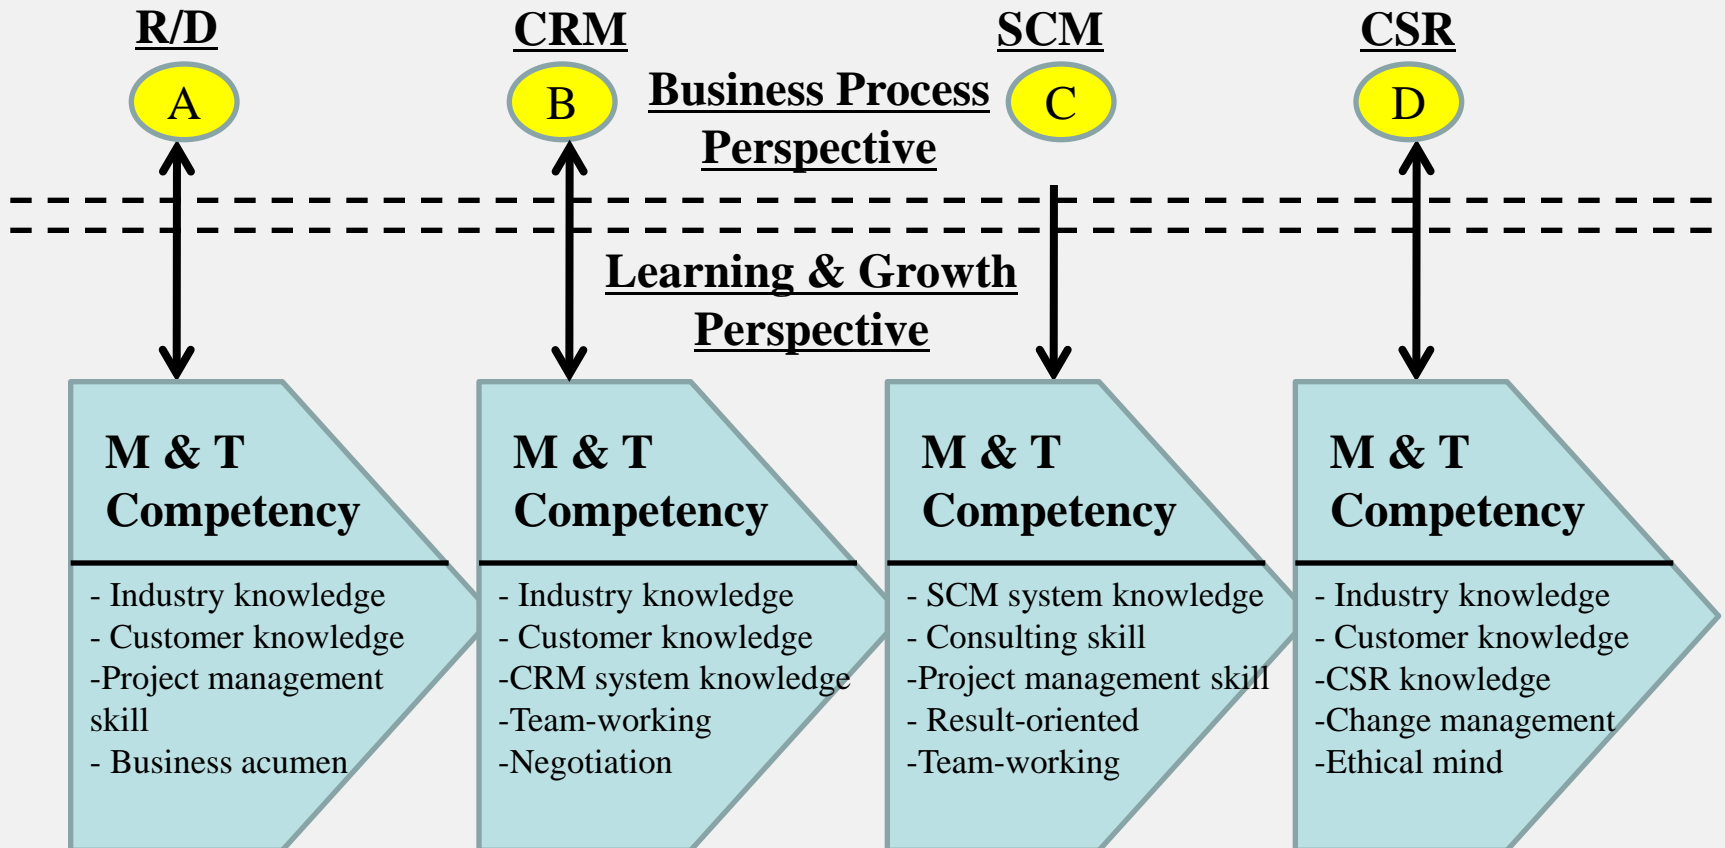 R/D
CRM
SCM
CSR
A
B
Business Process
Perspective
C
D
Learning & Growth
Perspective
M & T
Competency
- Industry knowledge
- Customer knowledge
-Project management
skill
- Business acumen
M & T
Competency
- Industry knowledge
- Customer knowledge
-CRM system knowledge
-Team-working
-Negotiation
M & T
Competency
- SCM system knowledge
- Consulting skill
-Project management skill
- Result-oriented
-Team-working
M & T
Competency
- Industry knowledge
- Customer knowledge
-CSR knowledge
-Change management
-Ethical mind